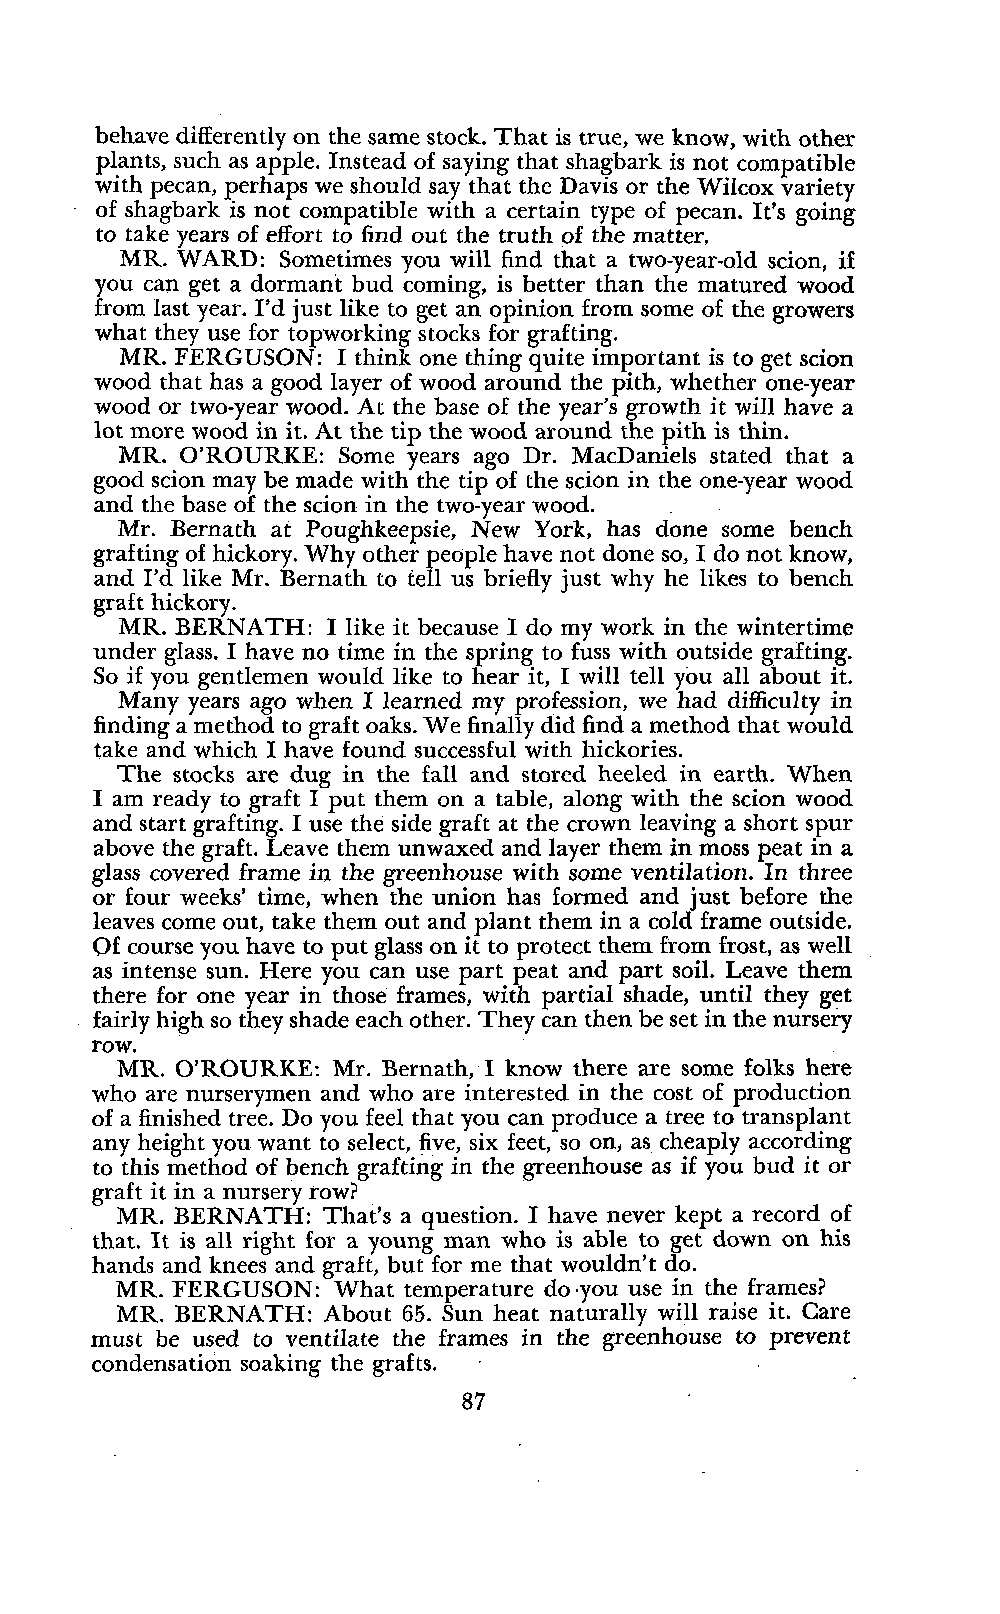 behave differently on the same stock. That is true, we know, with other
plants, such as apple. Instead of saying that shagbark is not compatible
with pecan, perhaps we should say that the Davis or the Wilcox variety
of shagbark is not compatible with a certain type of pecan. It's going
to take years of effort to find out the truth of the matter.
MR. WARD: Sometimes you will find that a two-year-old scion, if
you can get a dormant bud coming, is better than the matured wood
from last year. I'd just like to get an opinion from some of the growers
what they use for topworking stocks for grafting.
MR. FERGUSON: I think one thing quite important is to get scion
wood that has a good layer of wood around the pith, whether one-year
wood or two-year wood. At the base of the year's growth it will have a
lot more wood in it. At the tip the wood around the pith is thin.
MR. O'ROURKE: Some years ago Dr. MacDaniels stated that a
good scion may be made with the tip of the scion in the one-year wood
and the base of the scion in the two-year wood.
Mr. Bernath at Poughkeepsie, New York, has done some bench
grafting of hickory. Why other people have not done so, I do not know,
and I'd like Mr. Bernath to tell us briefly just why he likes to bench
graft hickory.
MR. BERNATH: I like it because I do my work in the wintertime
under glass. I have no time in the spring to fuss with outside grafting.
So if you gentlemen would like to hear it, I will tell you all about it.
Many years ago when I learned my profession, we had difficulty in
finding a method to graft oaks. We finally did find a method that would
take and which I have found successful with hickories.
The stocks are dug in the fall and stored heeled in earth. When
I am ready to graft I put them on a table, along with the scion wood
and start grafting. I use the side graft at the crown leaving a short spur
above the graft. Leave them unwaxed and layer them in moss peat in a
glass covered frame in the greenhouse with some ventilation. In three
or four weeks' time, when the union has formed and just before the
leaves come out, take them out and plant them in a cold frame outside.
Of course you have to put glass on it to protect them from frost, as well
as intense sun. Here you can use part peat and part soil. Leave them
there for one year in those frames, with partial shade, until they get
fairly high so they shade each other. They can then be set in the nursery
row.
MR. O'ROURKE: Mr. Bernath, I know there are some folks here
who are nurserymen and who are interested in the cost of production
of a finished tree. Do you feel that you can produce a tree to transplant
any height you want to select, five, six feet, so on, as cheaply according
to this method of bench grafting in the greenhouse as if you bud it or
graft it in a nursery row?
MR. BERNATH: That's a question. I have never kept a record of
that. It is all right for a young man who is able to get down on his
hands and knees and graft, but for me that wouldn't do.
MR. FERGUSON: What temperature do you use in the frames?
MR. BERNATH: About 65. Sun heat naturally will raise it. Care
must be used to ventilate the frames in the greenhouse to prevent
condensation soaking the grafts.
87